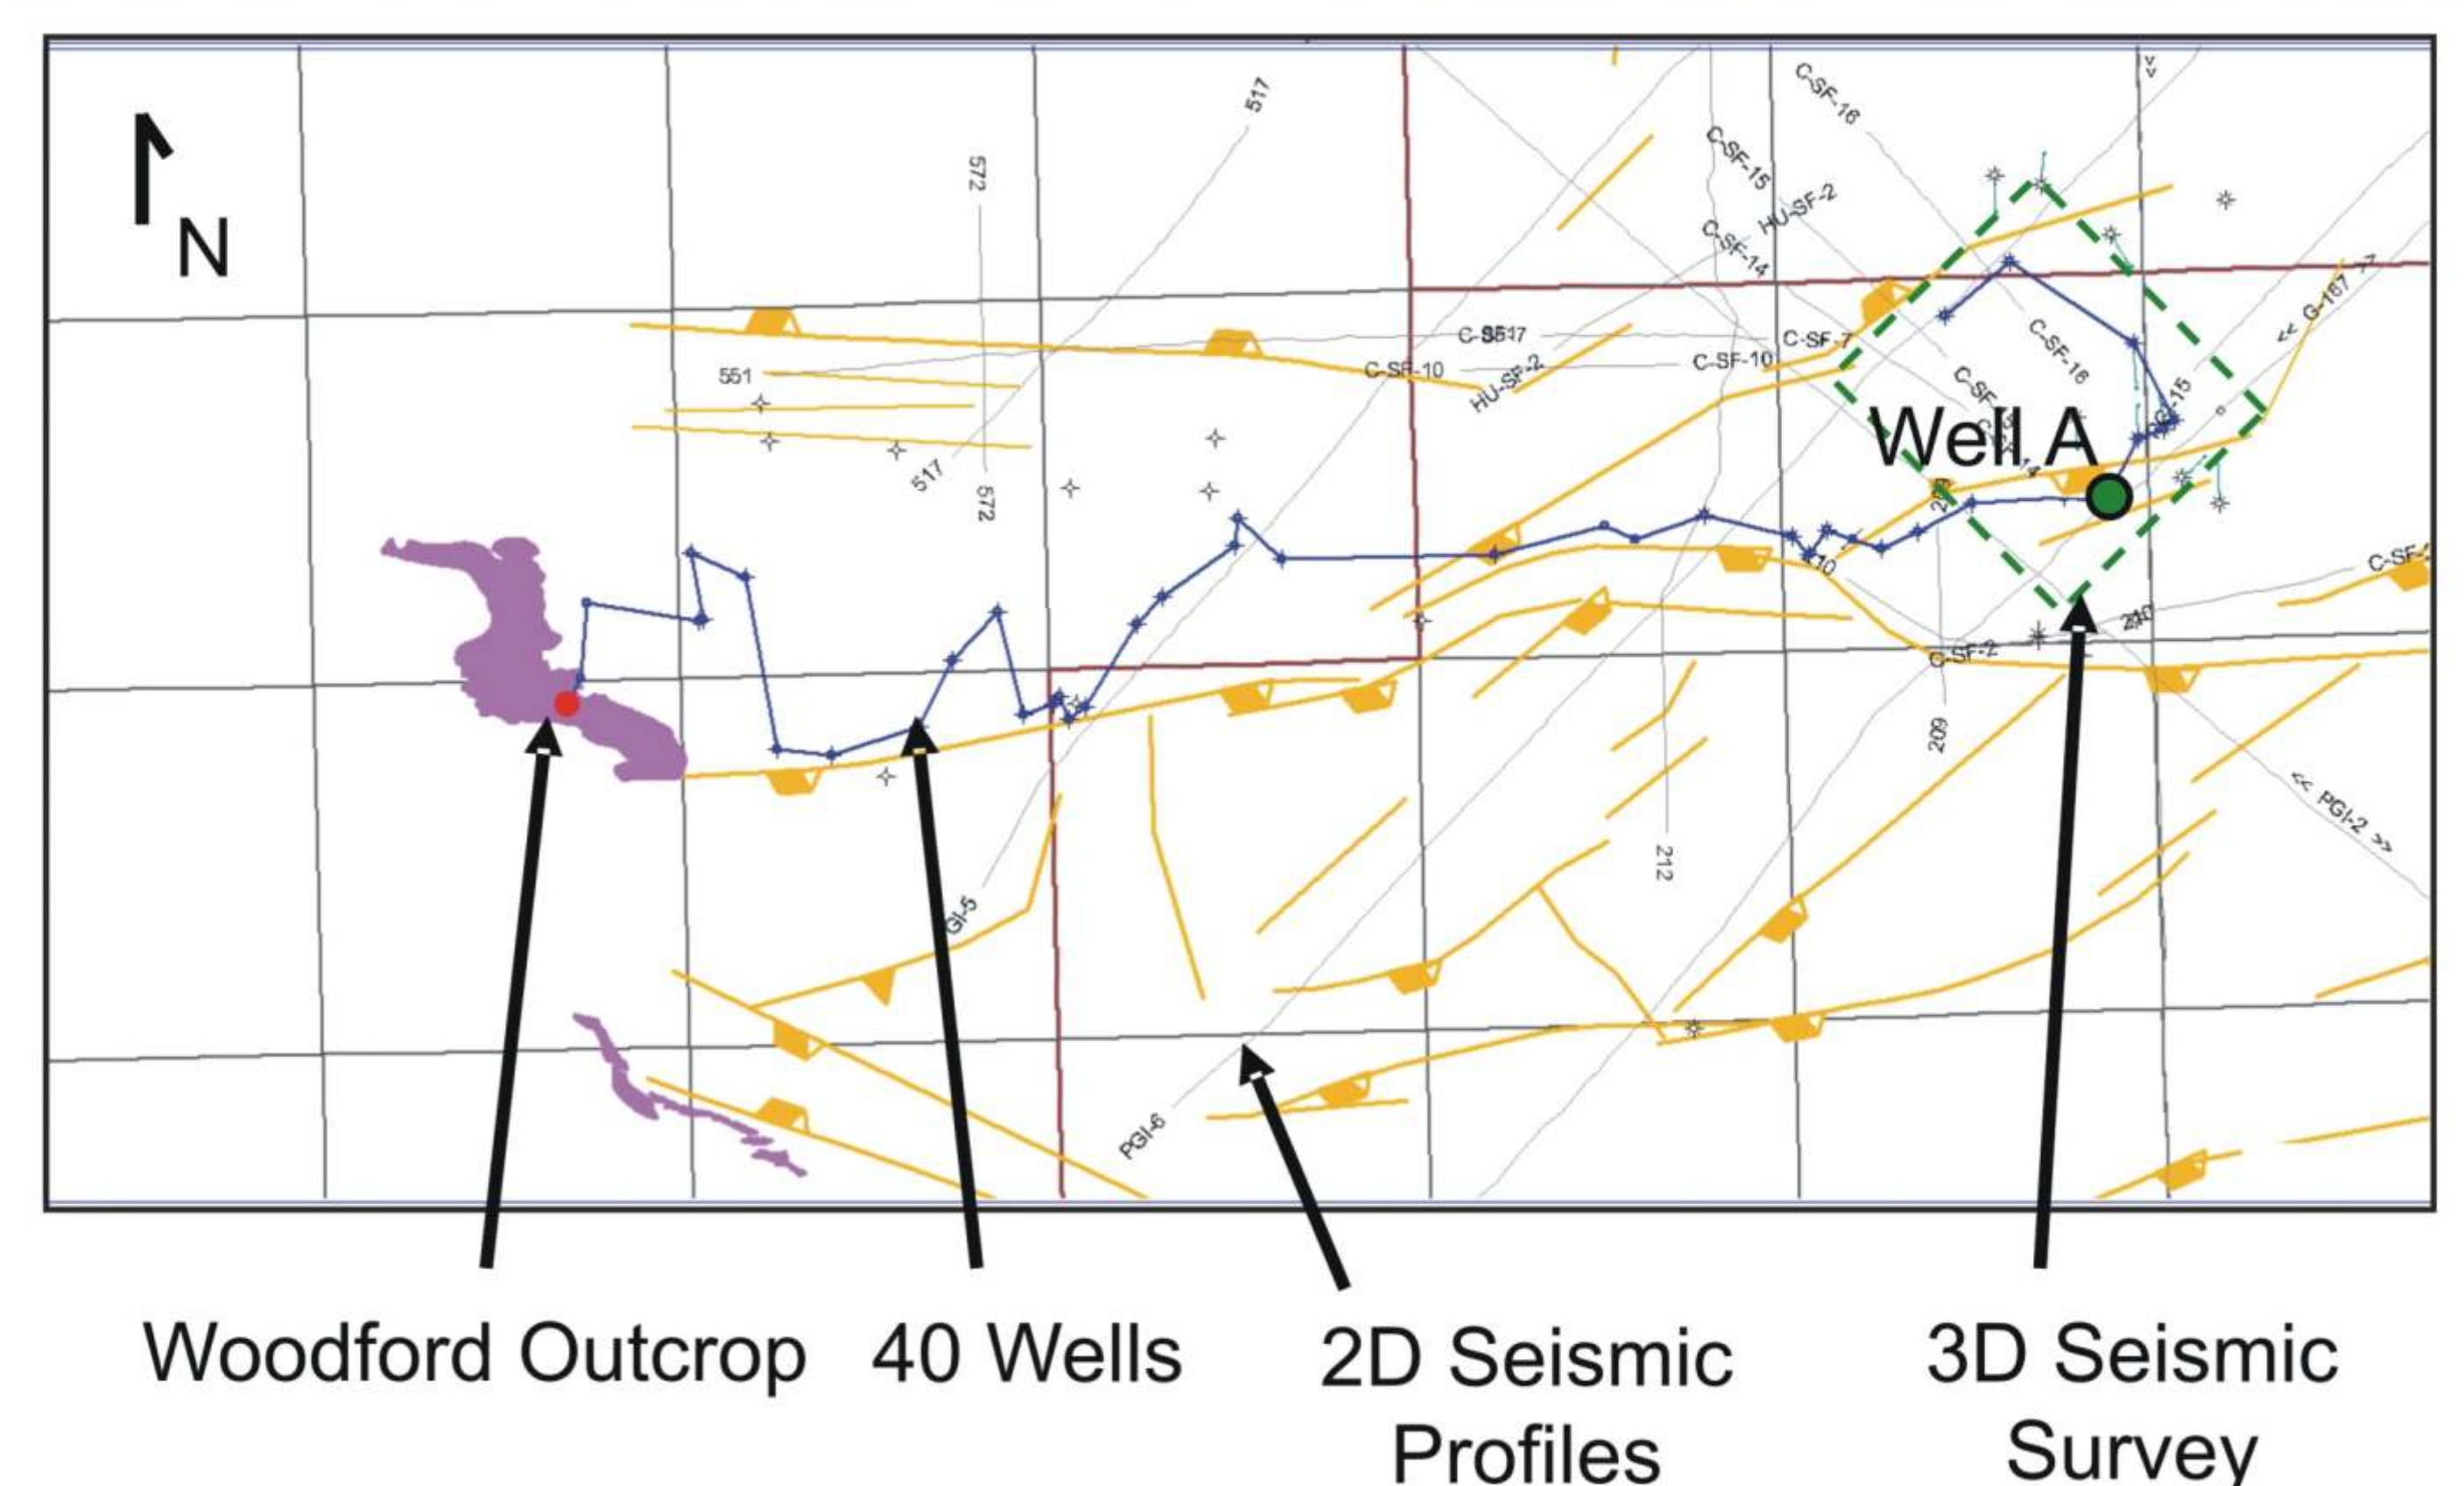 N
517
572
C-SF-16
C-SF-15
HU-SF-2
C-SF-14
<< G-167
C-SF-7
C-SF-10
C-SF-10
HU-SF-2
551
C-SF-16
517
572
Well A
C-SF-2
210
209
212
<< PGI-2 >>
GI-5
PGI-6
Woodford Outcrop
40 Wells
2D Seismic
Profiles
3D Seismic
Survey